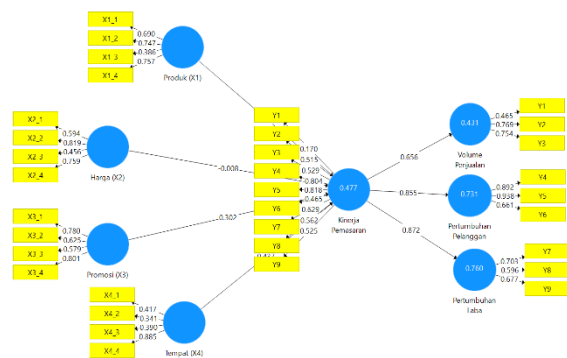 X1_1
X1_2
X1_3
X1_4
0.690
0.747
0.386
0.757
Produk (X1)
X2_1
X2_2
X2_3
X2_4
0.594
0.819
0.456
0.759
Harga (X2)
X3_1
X3_2
X3_3
X3_4
0.780
0.625
0.579
0.801
Promosi (X3)
X4_1
X4_2
X4_3
X4_4
0.417
0.341
0.390
0.885
Tempat (X4)
-0.008
0.302
Y1
Y2
Y3
Y4
Y5
Y6
Y7
Y8
Y9
0.170
0.515
0.529
0.804
0.818
0.465
0.629
0.562
0.525
0.477
Kinerja
Pemasaran
0.656
0.855
0.872
0.431
Volume
Penjualan
0.465
0.769
0.754
Y1
Y2
Y3
0.731
Pertumbuhan
Pelanggan
0.892
0.938
0.661
Y4
Y5
Y6
0.760
Pertumbuhan
Laba
0.703
0.596
0.677
Y7
Y8
Y9